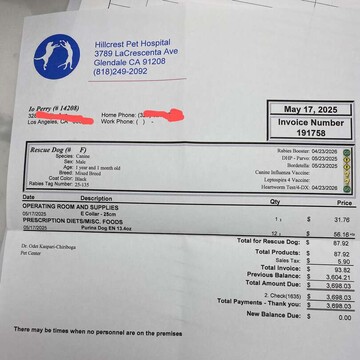 Hillcrest Pet Hospital
3789 LaCrescenta Ave
Glendale CA 91208
(818)249-2092
Io Perry (# 14208)
Los Angeles, CA
Home Phone:
Work Phone: ( ) -
May 17, 2025
Invoice Number
191758
Rescue Dog (# F)
Species: Canine
Sex: Male
Age: 1 year and 1 month old
Breed: Mixed Breed
Coat Color: Black
Rabies Tag Number: 25-135
Rabies Booster: 04/23/2026
DHP - Parvo: 05/23/2025
Bordetella: 05/23/2025
Canine Influenza Vaccine:
Leptospira 4 Vaccine:
Heartworm Test/4-DX: 04/23/2026
Date Description Qty Price
OPERATING ROOM AND SUPPLIES
05/17/2025 E Collar - 25cm 1 31.76
PRESCRIPTION DIETS/MISC. FOODS
05/17/2025 Purina Dog EN 13.4oz 12 56.16
Total for Rescue Dog: # 87.92
Total Products: # 87.92
Sales Tax: # 5.90
Total Invoice: # 93.82
Previous Balance: # 3,604.21
Total Amount Due: # 3,698.03
2. Check(1635) # 3,698.03
Total Payments - Thank you: # 3,698.03
New Balance Due: # 0.00
Dr. Odet Kaspari-Chiriboga
Pet Center
There may be times when no personnel are on the premises